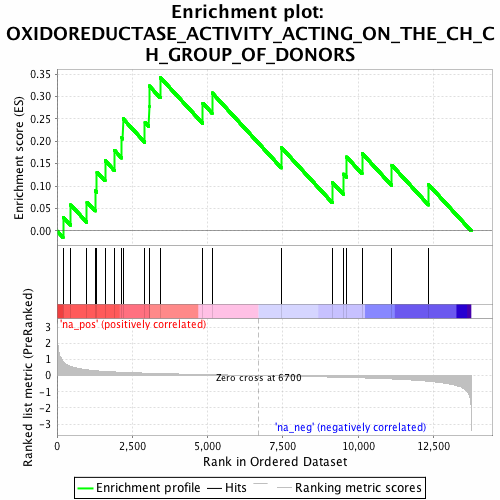 Enrichment plot:
OXIDOREDUCTASE_ACTIVITY_ACTING_ON_THE_CH_C
H_GROUP_OF_DONORS
Enrichment score (ES)
0.35
0.30
0.25
0.20
0.15
0.10
0.05
0.00
'na_pos' (positively correlated)
Ranked list metric (PreRanked)
3
2
1
0
-1
-2
-3
Zero cross at 6700
'na_neg' (negatively correlated)
0
2,500
5,000
7,500
10,000
12,500
Rank in Ordered Dataset
Enrichment profile
Hits
Ranking metric scores